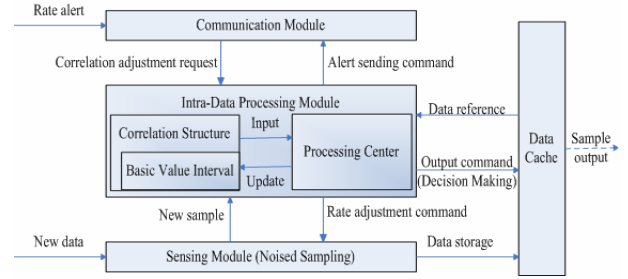 Rate alert
Communication Module
Correlation adjustment request
Alert sending command
Intra-Data Processing Module
Correlation Structure
Input
Basic Value Interval
Update
Processing Center
Data reference
Output command
(Decision Making)
Data
Cache
Sample
output
New sample
Rate adjustment command
New data
Sensing Module (Noised Sampling)
Data storage